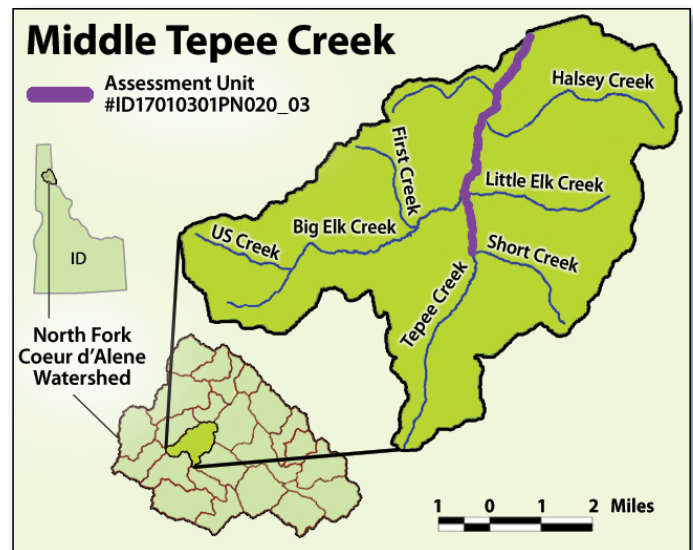 Middle Tepee Creek
Assessment Unit
#ID17010301PN020_03
Halsey Creek
First Creek
Little Elk Creek
Big Elk Creek
US Creek
Short Creek
Tepee Creek
ID
North Fork
Coeur d'Alene
Watershed
1 0 1 2 Miles